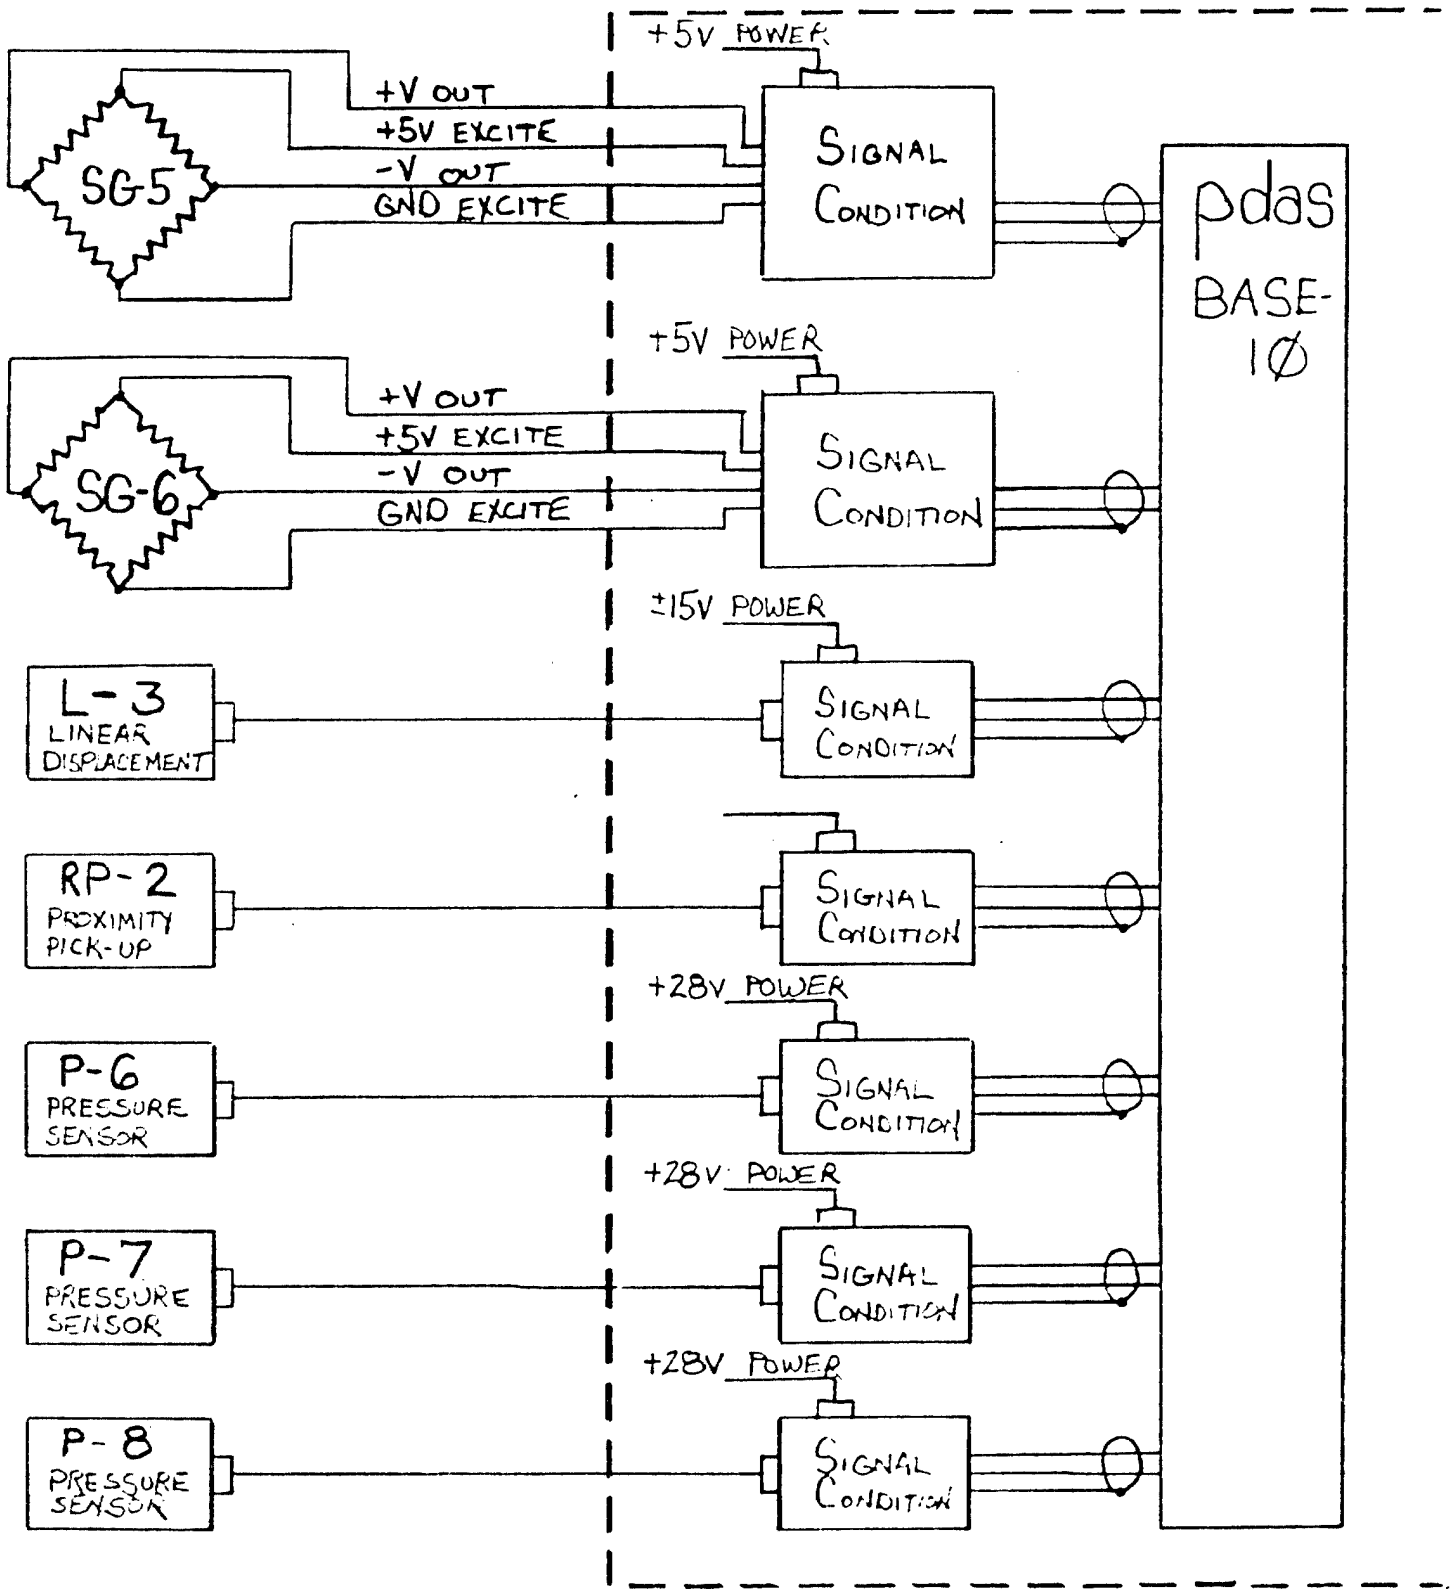 +5V POWER
+V OUT
+5V EXCITE
-V OUT
GND EXCITE
SG-5
SIGNAL
CONDITION
pdas
BASE-
1Ø
+5V POWER
+V OUT
+5V EXCITE
-V OUT
GND EXCITE
SG-6
SIGNAL
CONDITION
±15V POWER
L-3
LINEAR
DISPLACEMENT
SIGNAL
CONDITION
RP-2
PROXIMITY
PICK-UP
SIGNAL
CONDITION
+28V POWER
P-6
PRESSURE
SENSOR
SIGNAL
CONDITION
+28V POWER
P-7
PRESSURE
SENSOR
SIGNAL
CONDITION
+28V POWER
P-8
PRESSURE
SENSOR
SIGNAL
CONDITION